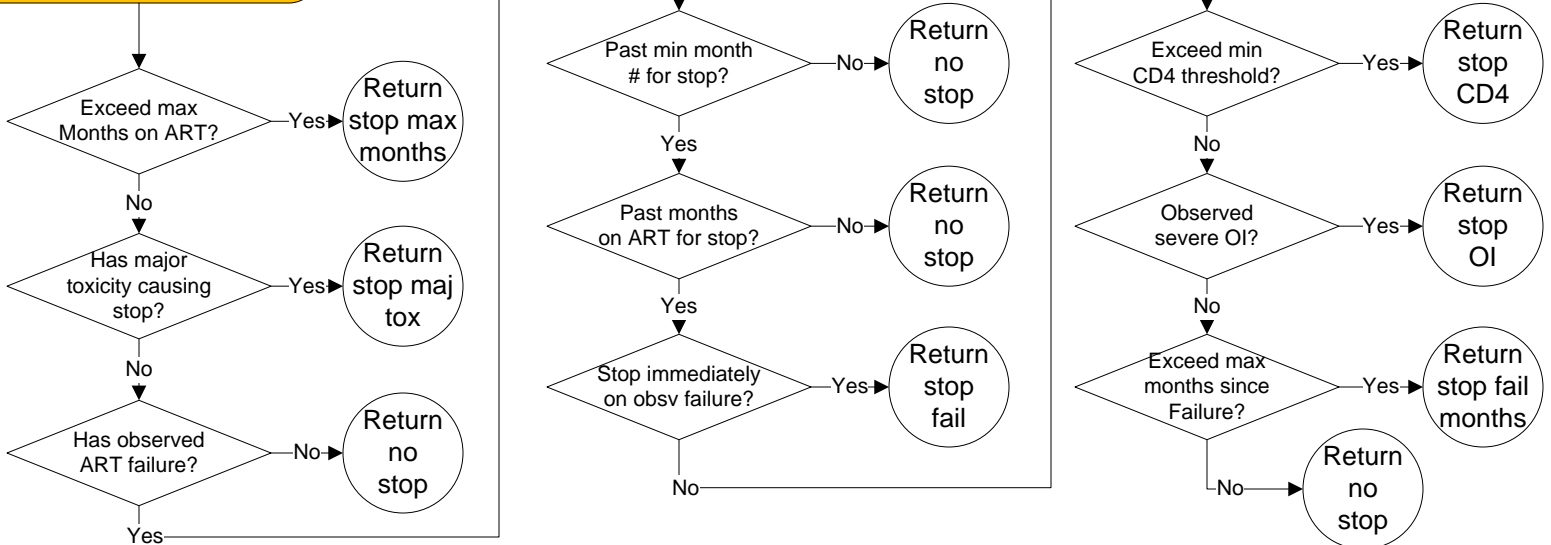 Exceed max
Months on ART?
Yes
Return
stop max
months
No
Has major
toxicity causing
stop?
Yes
Return
stop maj
tox
No
Has observed
ART failure?
No
Return
no
stop
Yes
Past min month
# for stop?
No
Return
no
stop
Yes
Past months
on ART for stop?
No
Return
no
stop
Yes
Stop immediately
on obsv failure?
Yes
Return
stop
fail
No
Exceed min
CD4 threshold?
Yes
Return
stop
CD4
No
Observed
severe OI?
Yes
Return
stop
OI
No
Exceed max
months since
Failure?
Yes
Return
stop fail
months
No
Return
no
stop